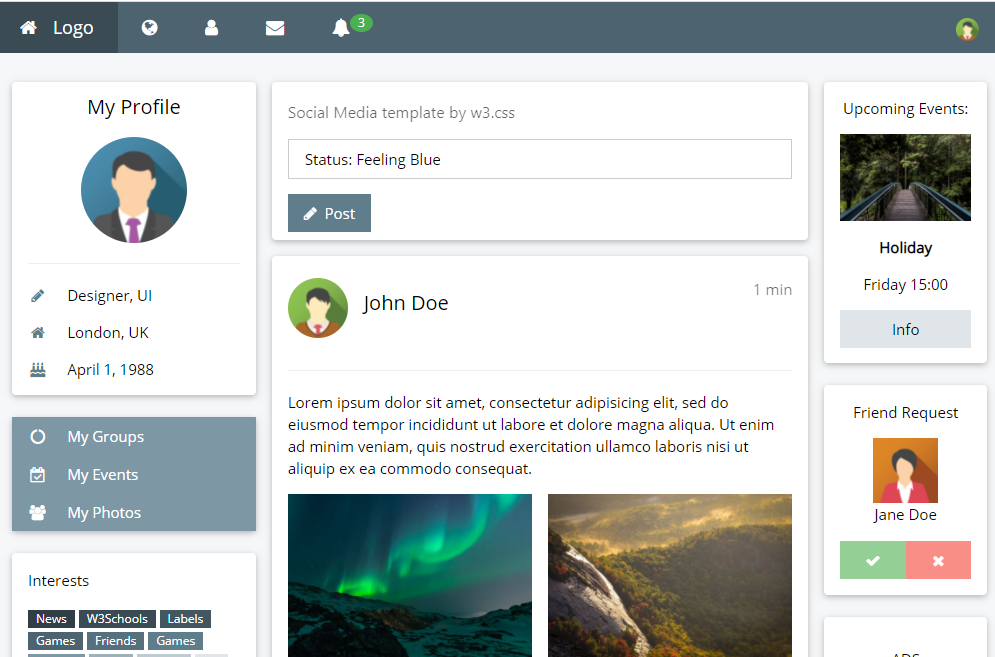 Logo
3
My Profile
Designer, UI
London, UK
April 1, 1988
My Groups
My Events
My Photos
Interests
News W3Schools Labels
Games Friends Games
Social Media template by w3.css
Status: Feeling Blue
Post
John Doe
1 min
Lorem ipsum dolor sit amet, consectetur adipisicing elit, sed do
eiusmod tempor incididunt ut labore et dolore magna aliqua. Ut enim
ad minim veniam, quis nostrud exercitation ullamco laboris nisi ut
aliquip ex ea commodo consequat.
Upcoming Events:
Holiday
Friday 15:00
Info
Friend Request
Jane Doe
ADS